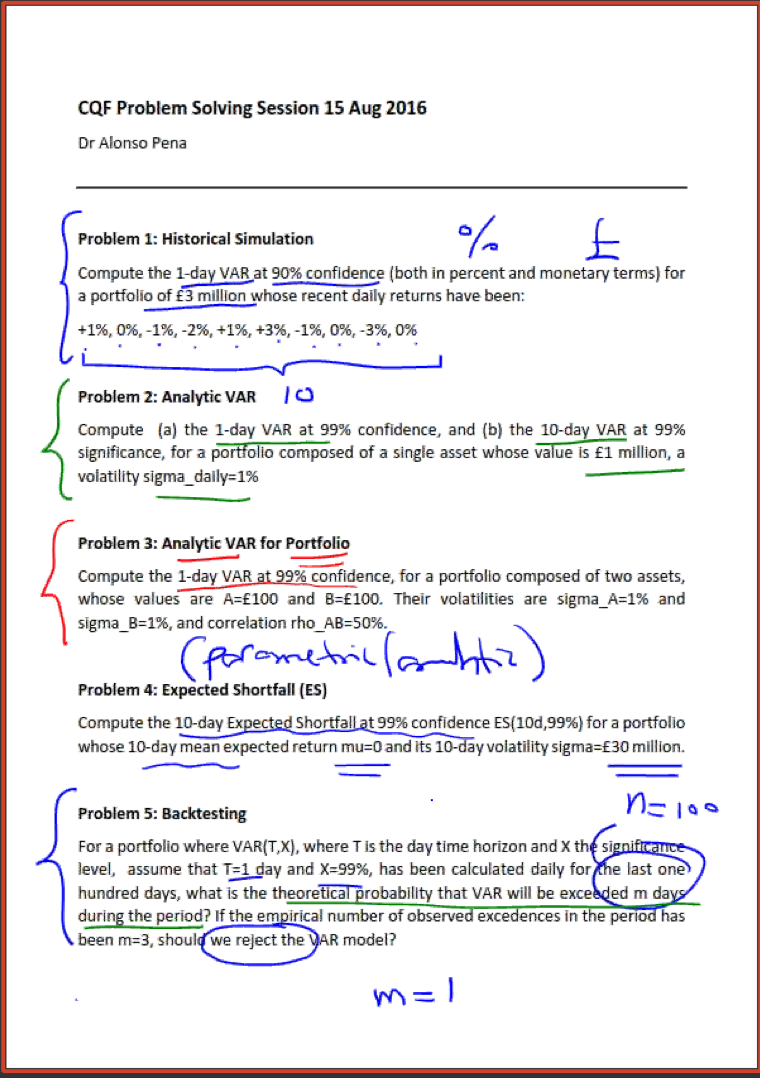 CQF Problem Solving Session 15 Aug 2016
Dr Alonso Pena
% £
Problem 1: Historical Simulation
Compute the 1-day VAR at 90% confidence (both in percent and monetary terms) for
a portfolio of £3 million whose recent daily returns have been:
+1%, 0%, -1%, -2%, +1%, +3%, -1%, 0%, -3%, 0%
Problem 2: Analytic VAR 10
Compute (a) the 1-day VAR at 99% confidence, and (b) the 10-day VAR at 99%
significance, for a portfolio composed of a single asset whose value is £1 million, a
volatility sigma_daily=1%
Problem 3: Analytic VAR for Portfolio
Compute the 1-day VAR at 99% confidence, for a portfolio composed of two assets,
whose values are A=£100 and B=£100. Their volatilities are sigma_A=1% and
sigma_B=1%, and correlation rho_AB=50%.
(parametric/
Problem 4: Expected Shortfall (ES)
Compute the 10-day Expected Shortfall at 99% confidence ES(10d,99%) for a portfolio
whose 10-day mean expected return mu=0 and its 10-day volatility sigma=£30 million.
n=100
Problem 5: Backtesting
For a portfolio where VAR(T,X), where T is the day time horizon and X the significance
level, assume that T=1 day and X=99%, has been calculated daily for the last one
hundred days, what is the theoretical probability that VAR will be exceeded m days
during the period? If the empirical number of observed excedences in the period has
been m=3, should we reject the VAR model?
m=1